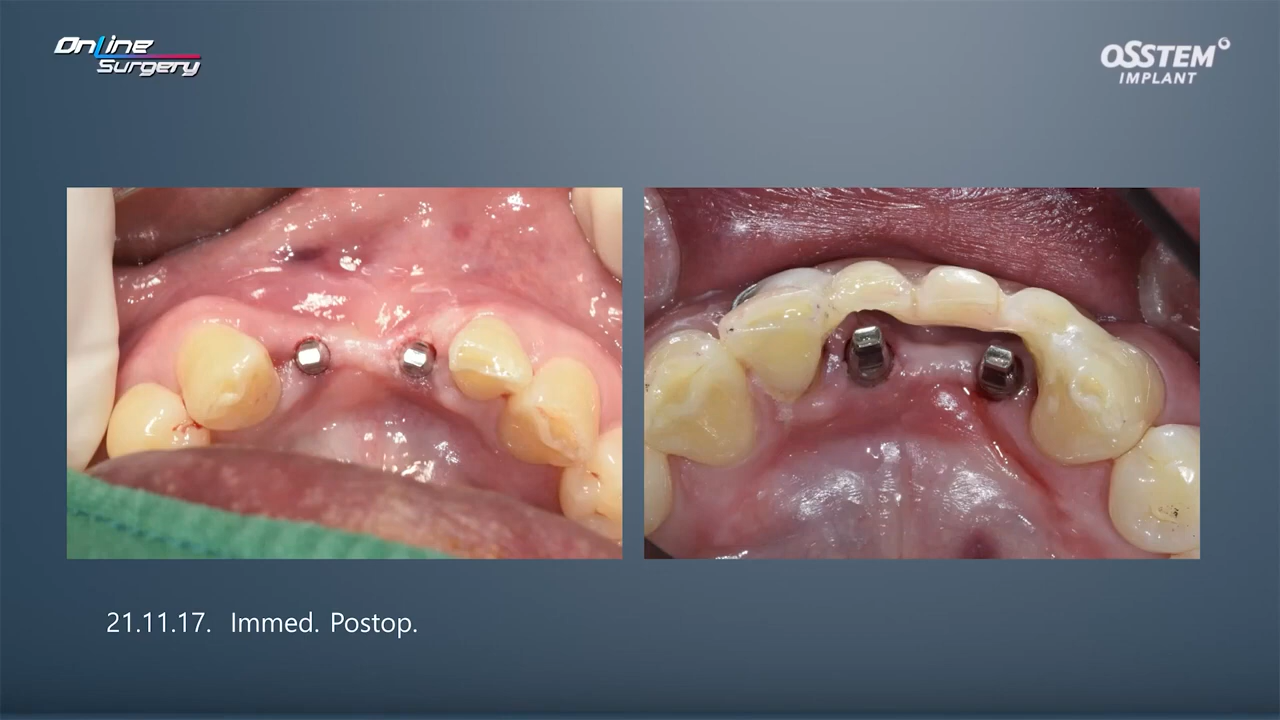 OnLine
Surgery
OSSTEM
IMPLANT
21.11.17. Immed. Postop.